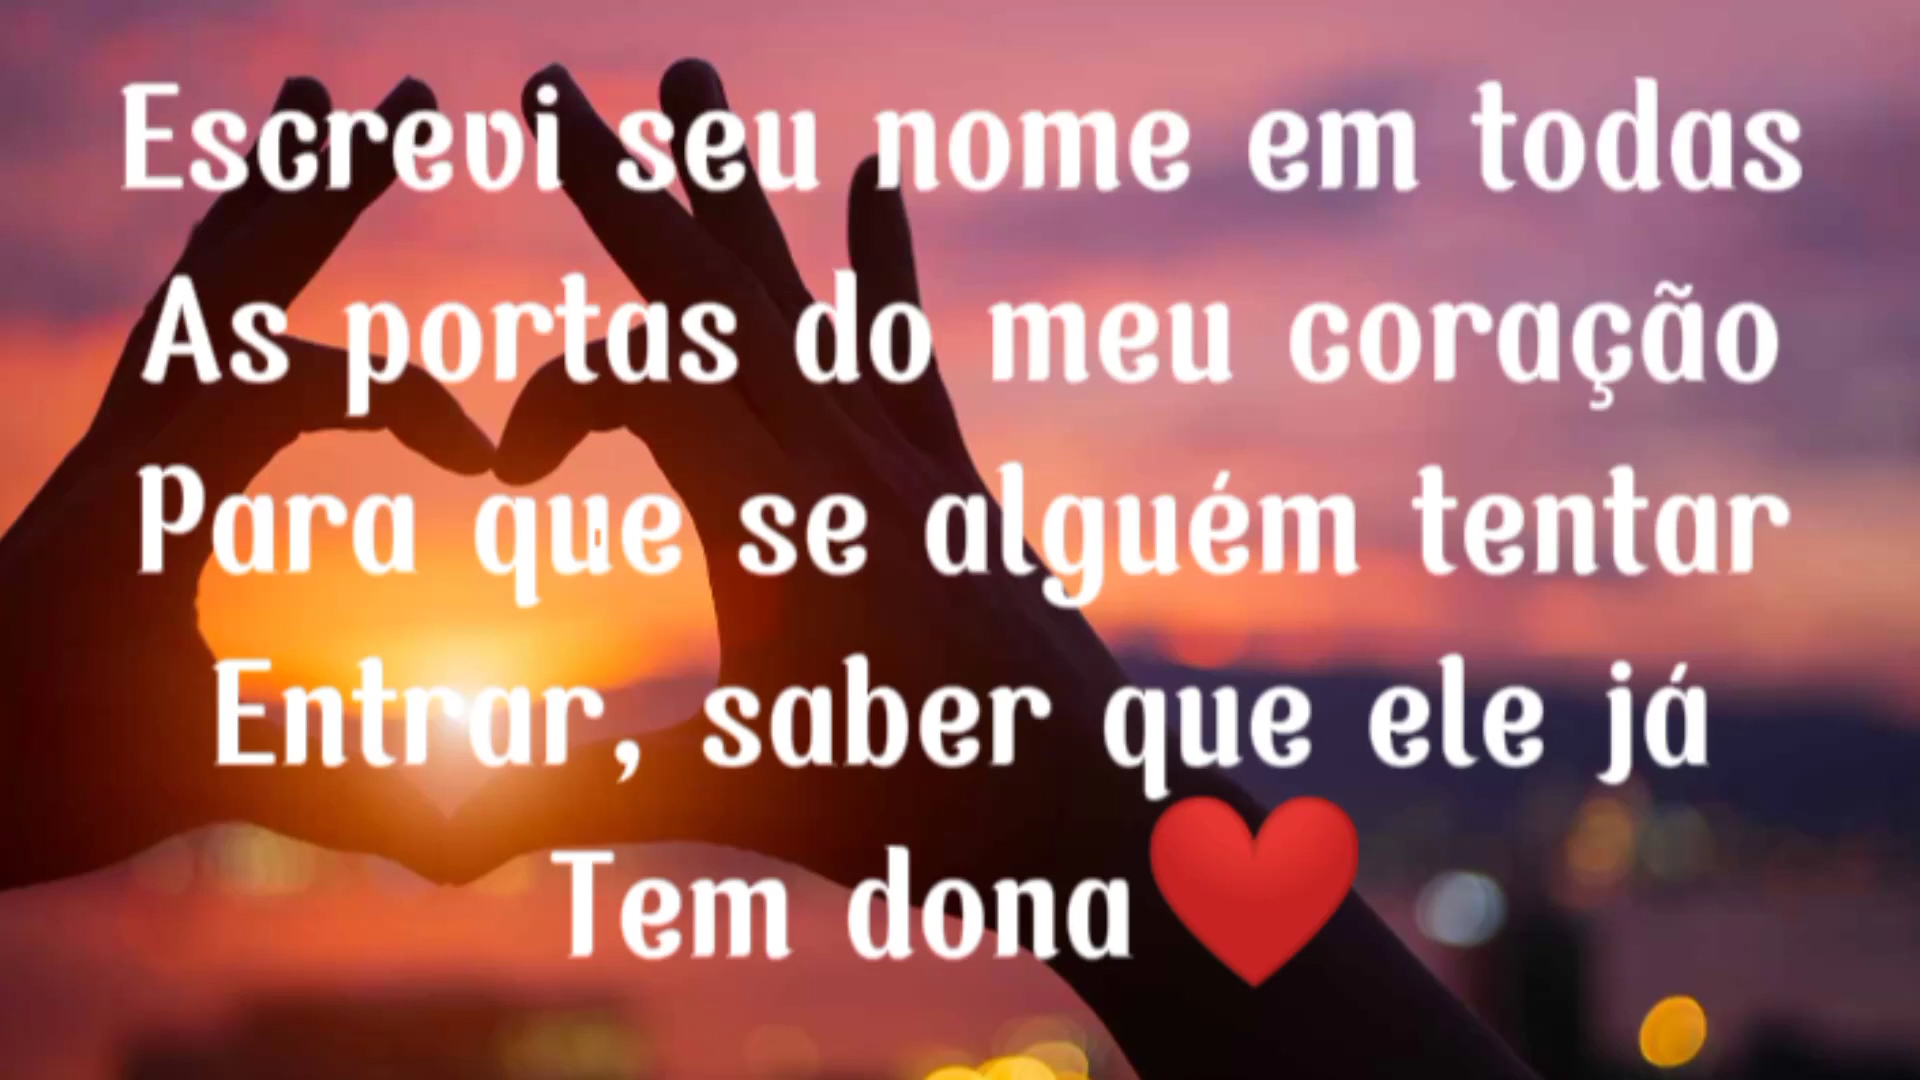 Escrevi seu nome em todas
As portas do meu coração
Para que se alguém tentar
Entrar, saber que ele já
Tem dona❤️